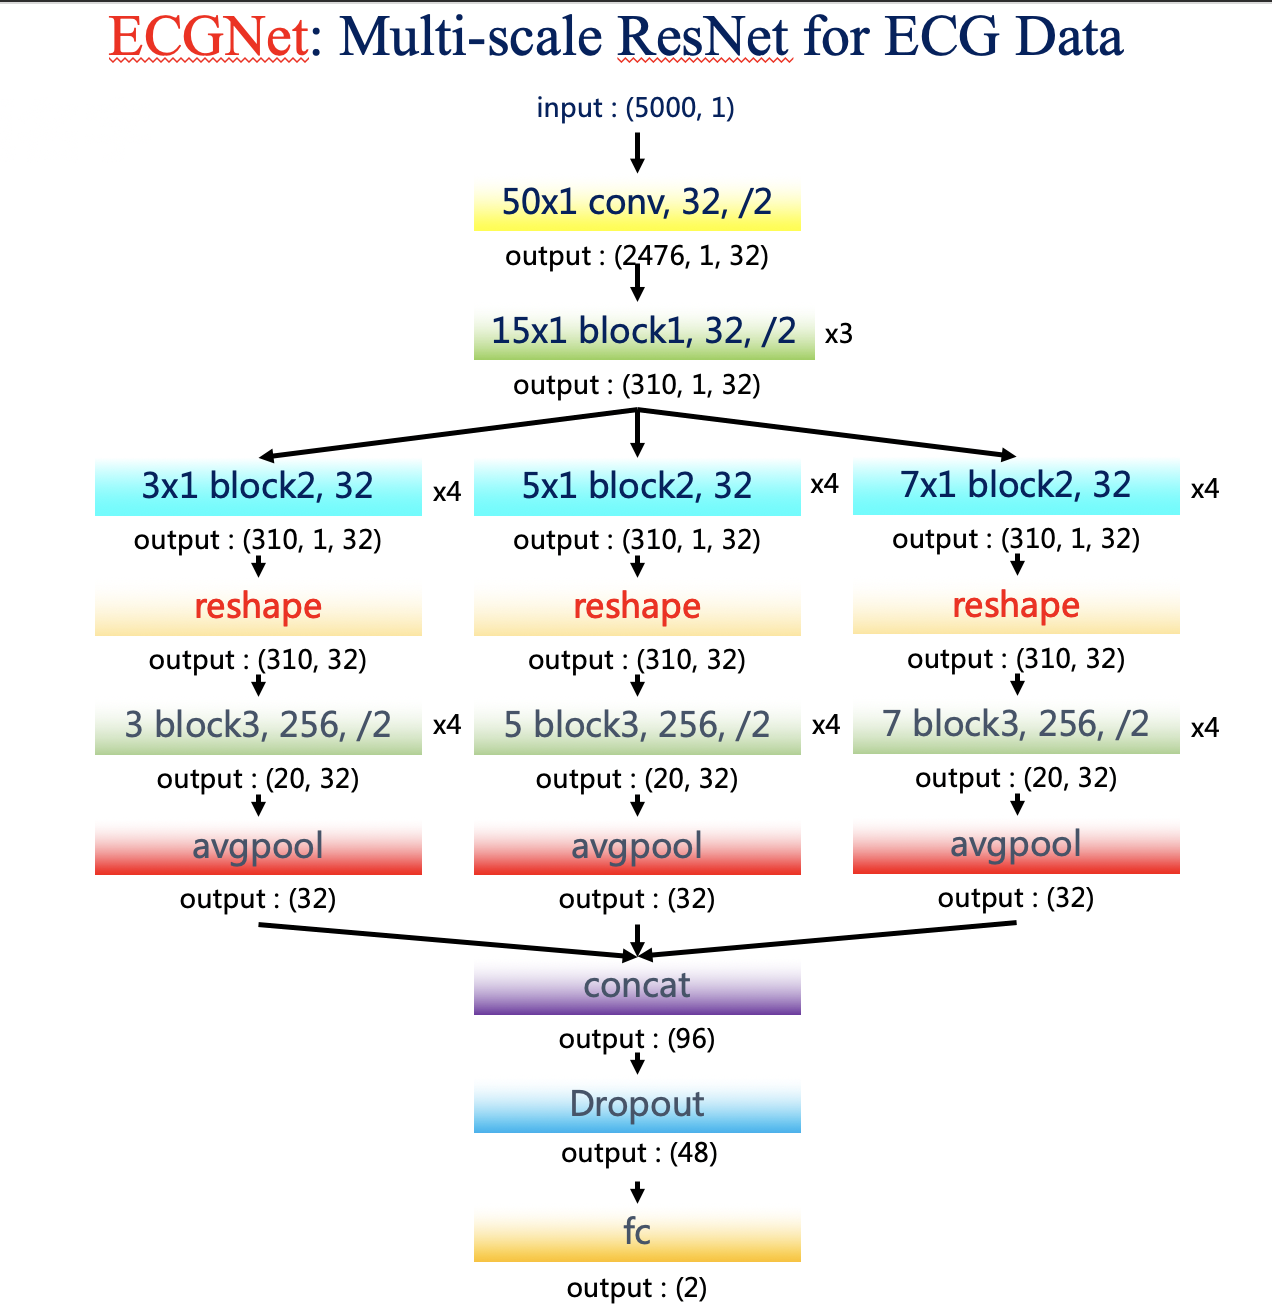 ECGNet: Multi-scale ResNet for ECG Data
input : (5000, 1)
50x1 conv, 32, /2
output : (2476, 1, 32)
15x1 block1, 32, /2 x3
output : (310, 1, 32)
3x1 block2, 32 x4 5x1 block2, 32 x4 7x1 block2, 32 x4
output : (310, 1, 32) output : (310, 1, 32) output : (310, 1, 32)
reshape reshape reshape
output : (310, 32) output : (310, 32) output : (310, 32)
3 block3, 256, /2 x4 5 block3, 256, /2 x4 7 block3, 256, /2 x4
output : (20, 32) output : (20, 32) output : (20, 32)
avgpool avgpool avgpool
output : (32) output : (32) output : (32)
concat
output : (96)
Dropout
output : (48)
fc
output : (2)